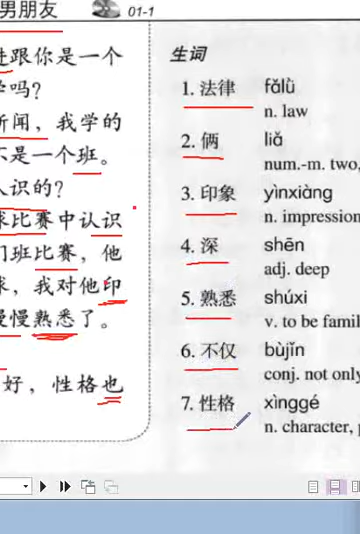 男朋友
01-1
进跟你是一个
学吗?
新闻,我学的
不是一个班。
认识的?
球比赛中认识
们班比赛,他
球,我对他印
慢慢熟悉了。
好,性格也
生词
1. 法律 fǎlǜ
n. law
2. 俩 liǎ
num.-m. two,
3. 印象 yìnxiàng
n. impression
4. 深 shēn
adj. deep
5. 熟悉 shúxi
v. to be famil
6. 不仅 bùjǐn
conj. not only
7. 性格 xìnggé
n. character,